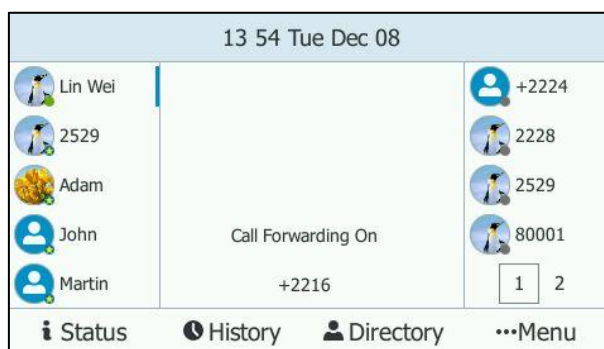 13 54 Tue Dec 08
Lin Wei
2529
Adam
John
Martin
Call Forwarding On
+2216
+2224
2228
2529
80001
1 2
Status History Directory Menu